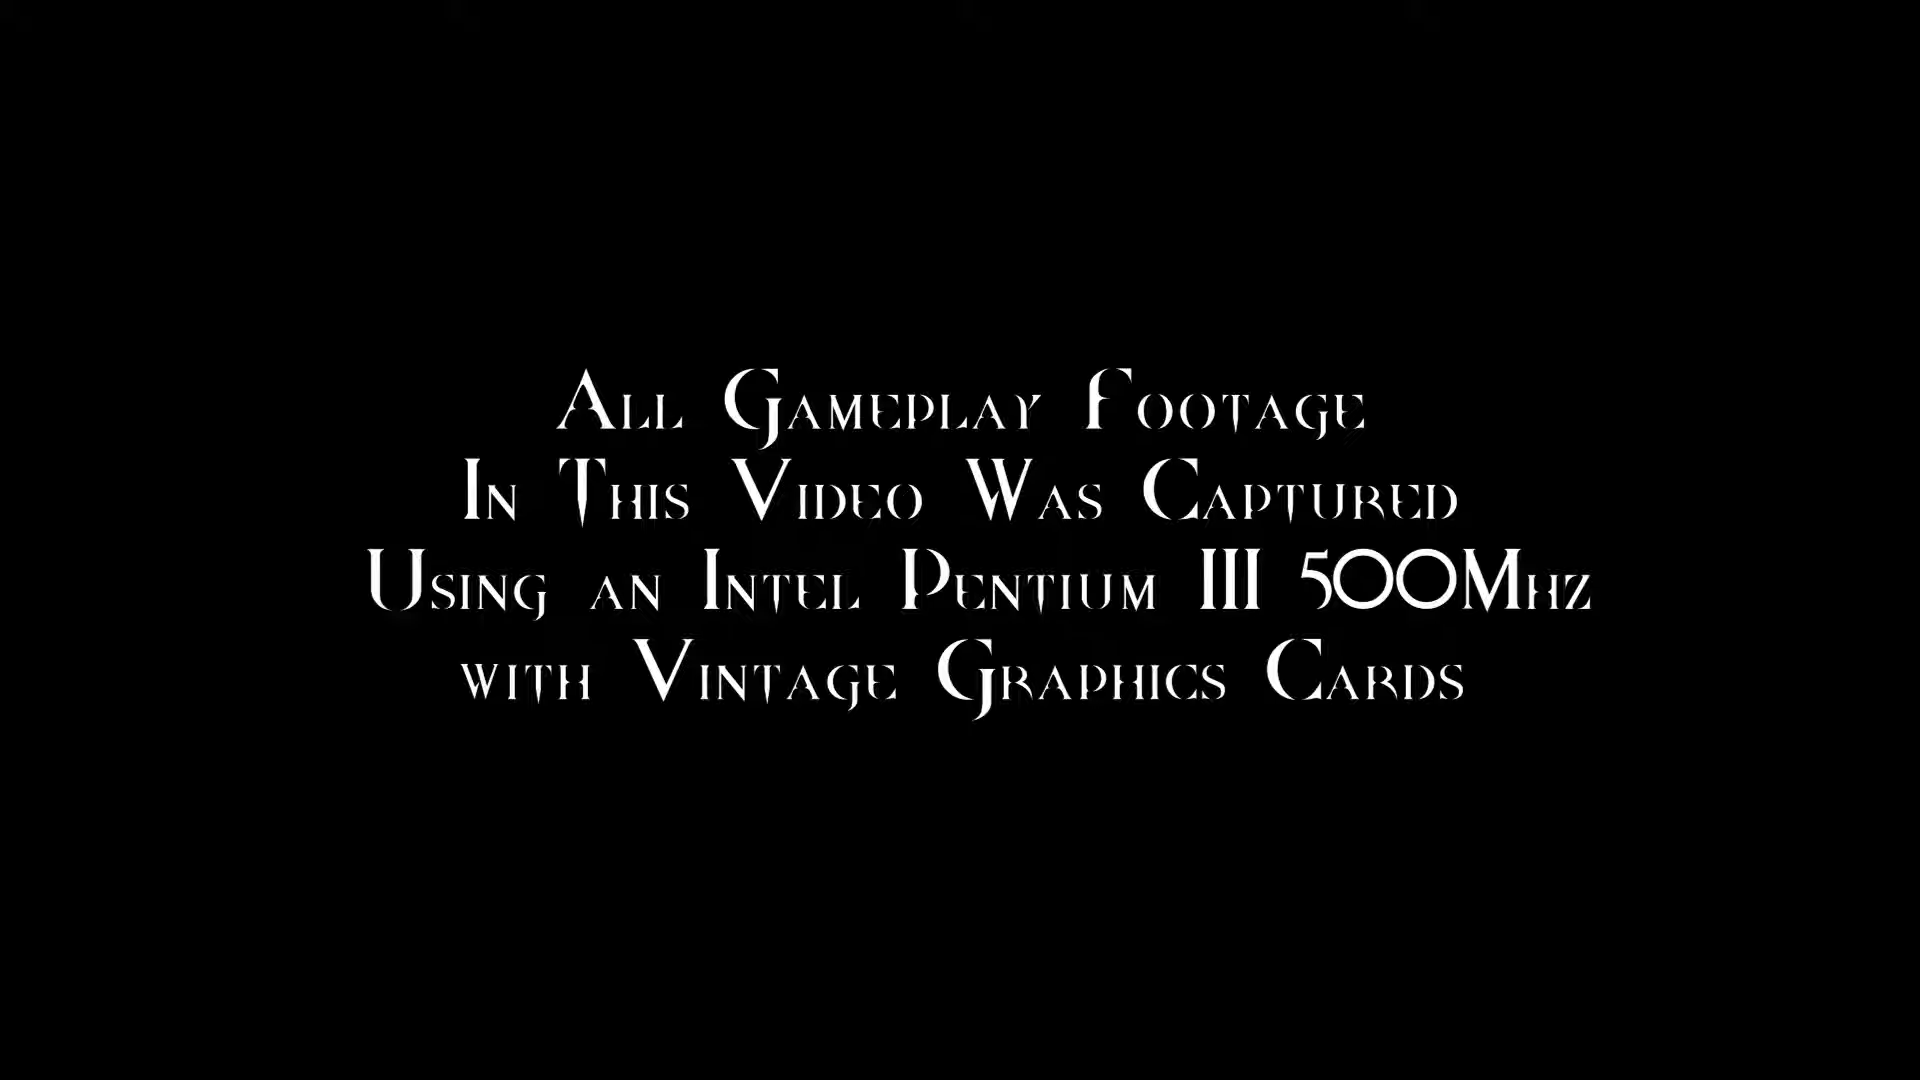 All Gameplay Footage
In This Video Was Captured
Using an Intel Pentium III 500Mhz
with Vintage Graphics Cards